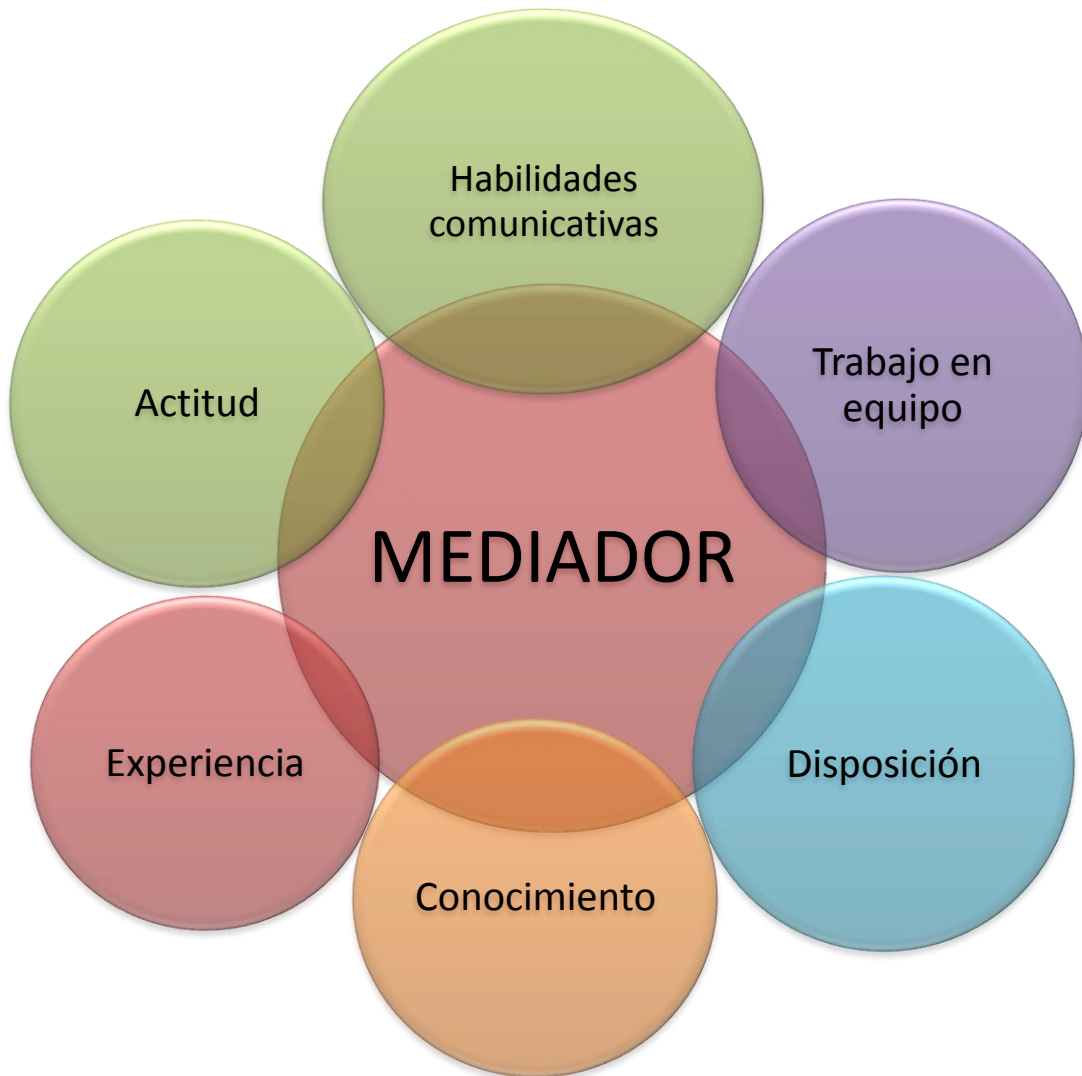 Habilidades
comunicativas
Trabajo en
equipo
Actitud
MEDIADOR
Experiencia
Disposición
Conocimiento